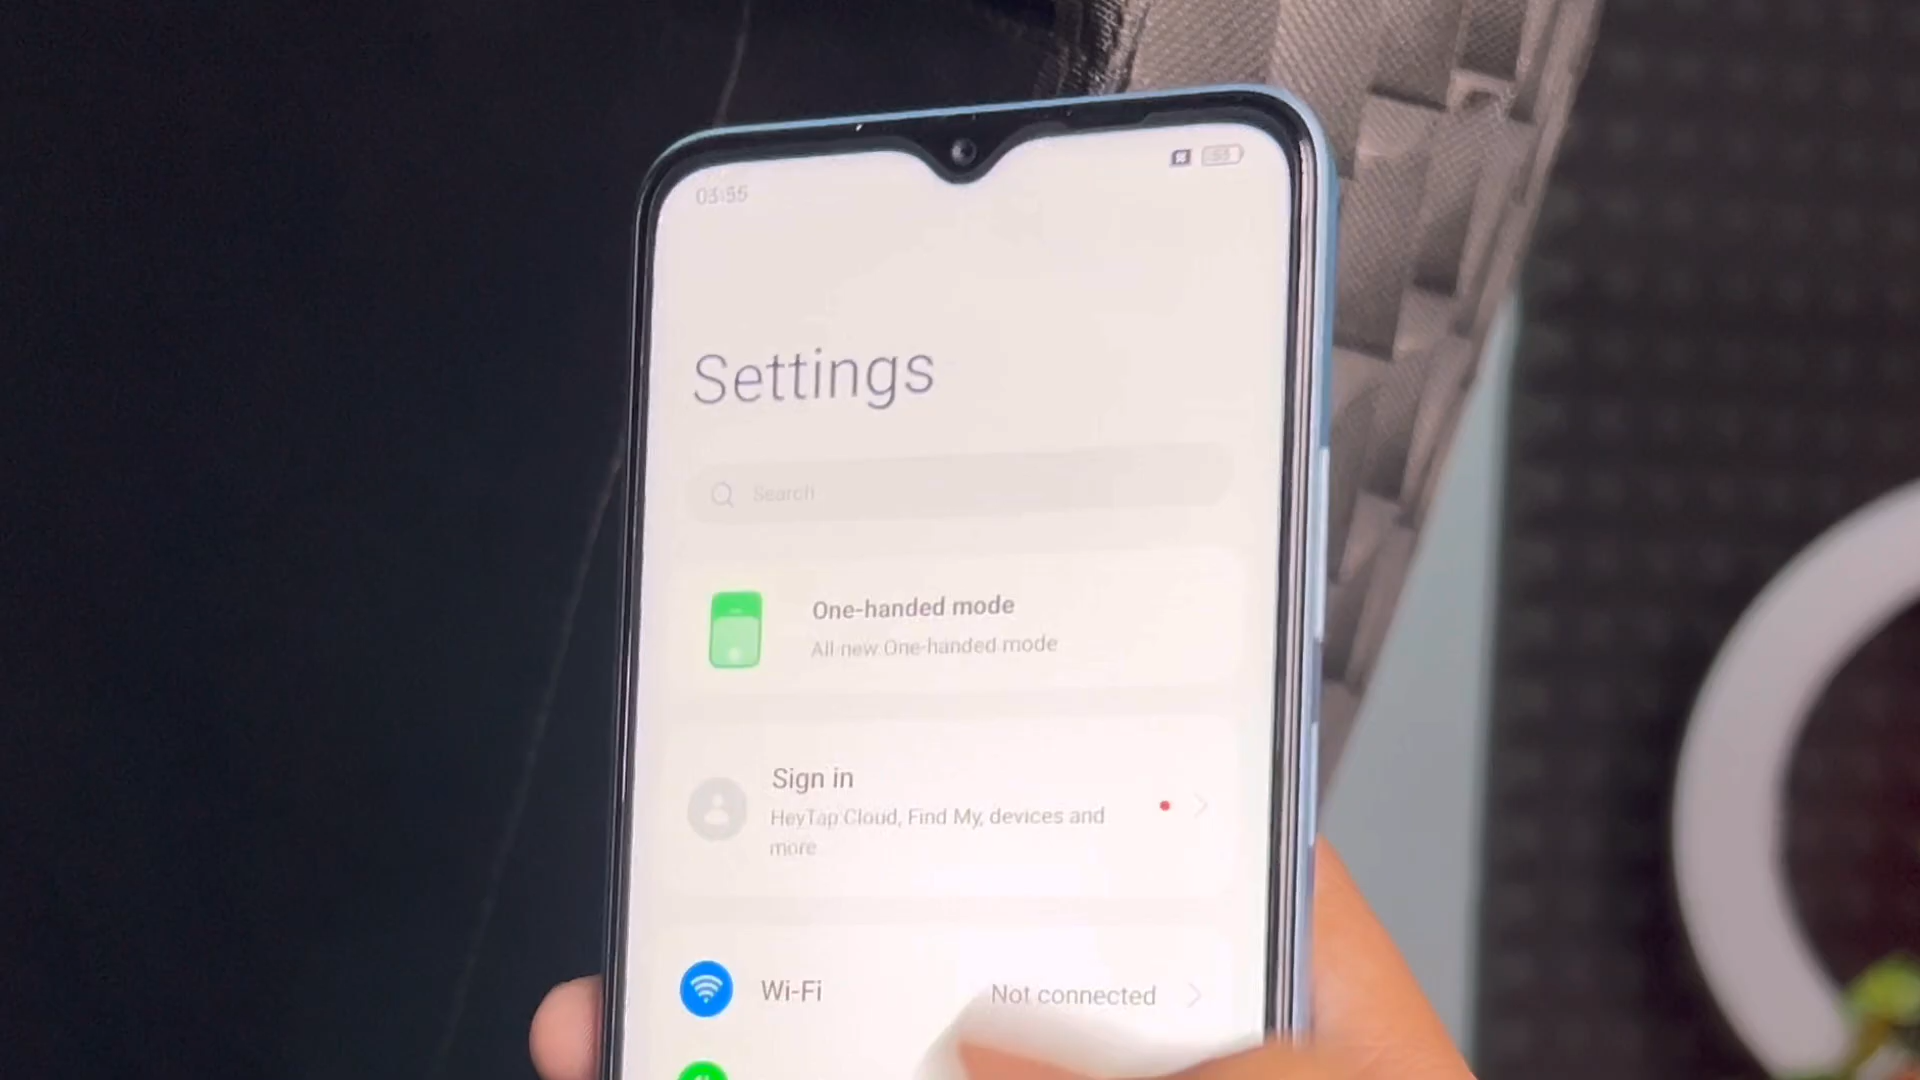 03:55
53
Settings
Search
One-handed mode
All new One-handed mode
Sign in
HeyTap Cloud, Find My, devices and
more
Wi-Fi
Not connected